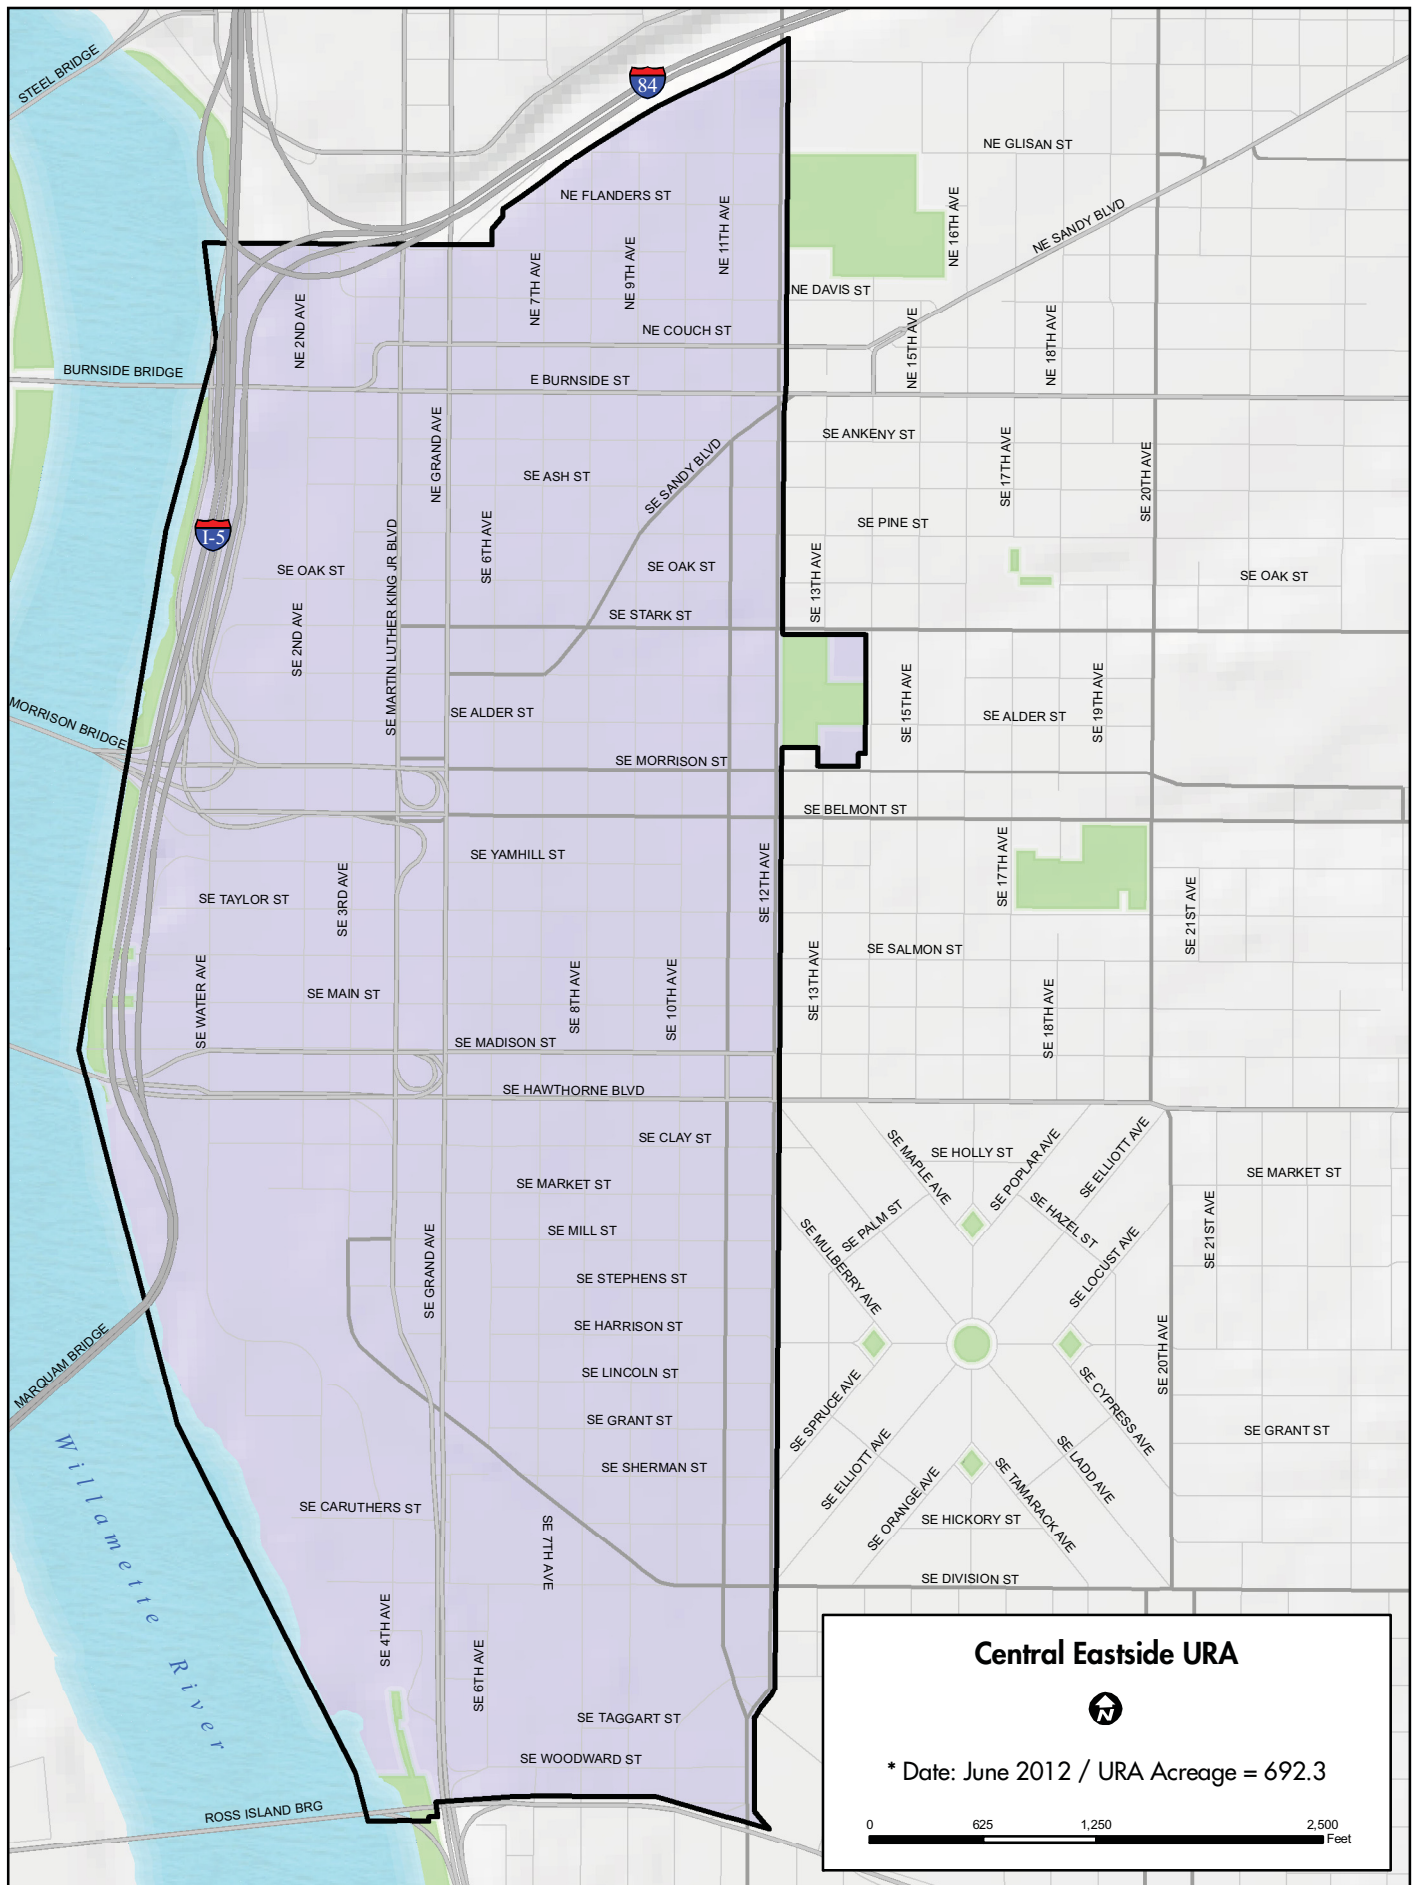 STEEL BRIDGE
84
NE GLISAN ST
NE FLANDERS ST
NE 11TH AVE
NE 16TH AVE
NE SANDY BLVD
NE 7TH AVE
NE 9TH AVE
NE DAVIS ST
NE 2ND AVE
NE COUCH ST
NE 15TH AVE
NE 18TH AVE
BURNSIDE BRIDGE
E BURNSIDE ST
NE GRAND AVE
SE ANKENY ST
SE 17TH AVE
SE 20TH AVE
SE SANDY BLVD
SE ASH ST
I-5
SE PINE ST
SE 6TH AVE
SE MARTIN LUTHER KING JR BLVD
SE OAK ST
SE OAK ST
SE 13TH AVE
SE OAK ST
SE 2ND AVE
SE STARK ST
SE 15TH AVE
SE 19TH AVE
MORRISON BRIDGE
SE ALDER ST
SE ALDER ST
SE MORRISON ST
SE BELMONT ST
SE YAMHILL ST
SE 12TH AVE
SE 17TH AVE
SE TAYLOR ST
SE 3RD AVE
SE 21ST AVE
SE SALMON ST
SE WATER AVE
SE MAIN ST
SE 8TH AVE
SE 10TH AVE
SE 13TH AVE
SE 18TH AVE
SE MADISON ST
SE HAWTHORNE BLVD
SE CLAY ST
SE MAPLE AVE
SE HOLLY ST
SE POPLAR AVE
SE ELLIOTT AVE
SE MARKET ST
SE MARKET ST
SE PALM ST
SE HAZEL ST
SE 21ST AVE
SE MILL ST
SE MULBERRY AVE
SE LOCUST AVE
SE GRAND AVE
SE STEPHENS ST
SE HARRISON ST
MARQUAM BRIDGE
SE LINCOLN ST
SE 20TH AVE
SE SPRUCE AVE
SE CYPRESS AVE
SE GRANT ST
SE GRANT ST
SE ELLIOTT AVE
SE LADD AVE
SE SHERMAN ST
SE ORANGE AVE
SE TAMARACK AVE
SE CARUTHERS ST
SE HICKORY ST
SE 7TH AVE
SE DIVISION ST
Willamette River
SE 4TH AVE
SE 6TH AVE
SE TAGGART ST
SE WOODWARD ST
ROSS ISLAND BRG
Central Eastside URA
N
* Date: June 2012 / URA Acreage = 692.3
0 625 1,250 2,500
Feet